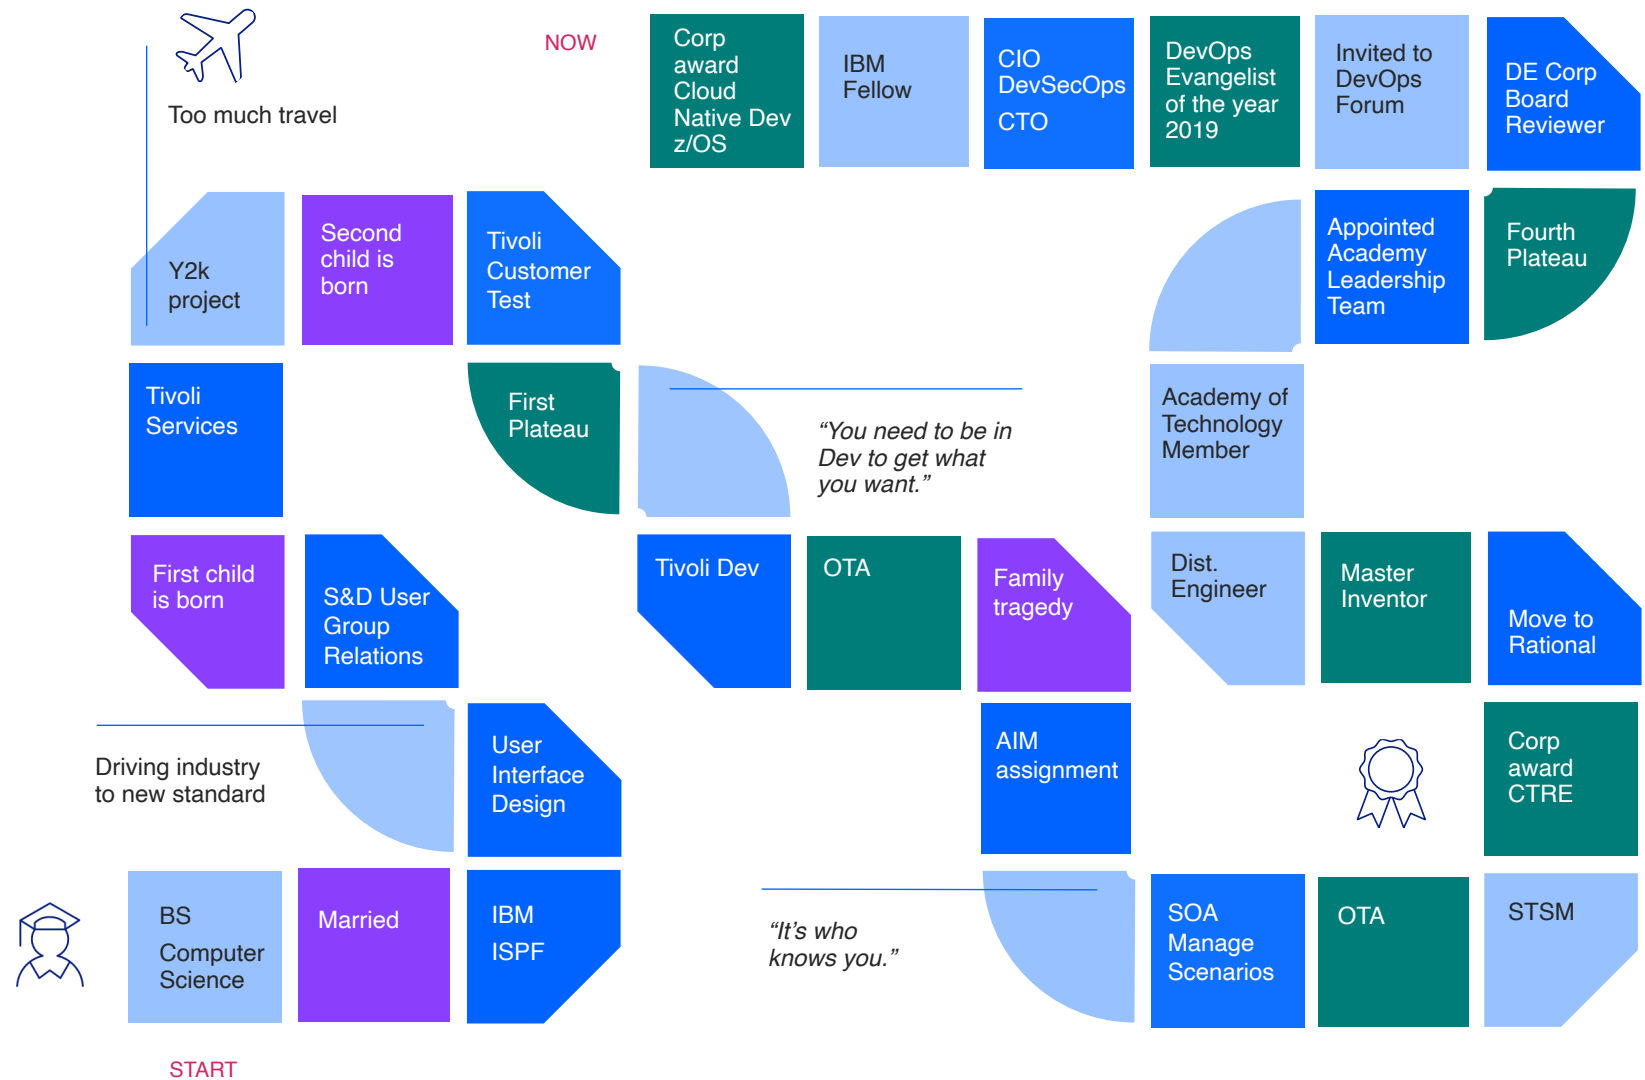 NOW
Corp
award
Cloud
Native Dev
z/OS
IBM
Fellow
CIO
DevSecOps
CTO
DevOps
Evangelist
of the year
2019
Invited to
DevOps
Forum
DE Corp
Board
Reviewer
Too much travel
Y2k
project
Second
child is
born
Tivoli
Customer
Test
Appointed
Academy
Leadership
Team
Fourth
Plateau
Tivoli
Services
First
Plateau
“You need to be in
Dev to get what
you want.”
Academy of
Technology
Member
First child
is born
S&D User
Group
Relations
Tivoli Dev
OTA
Family
tragedy
Dist.
Engineer
Master
Inventor
Move to
Rational
Driving industry
to new standard
User
Interface
Design
AIM
assignment
Corp
award
CTRE
BS
Computer
Science
Married
IBM
ISPF
“It’s who
knows you.”
SOA
Manage
Scenarios
OTA
STSM
START